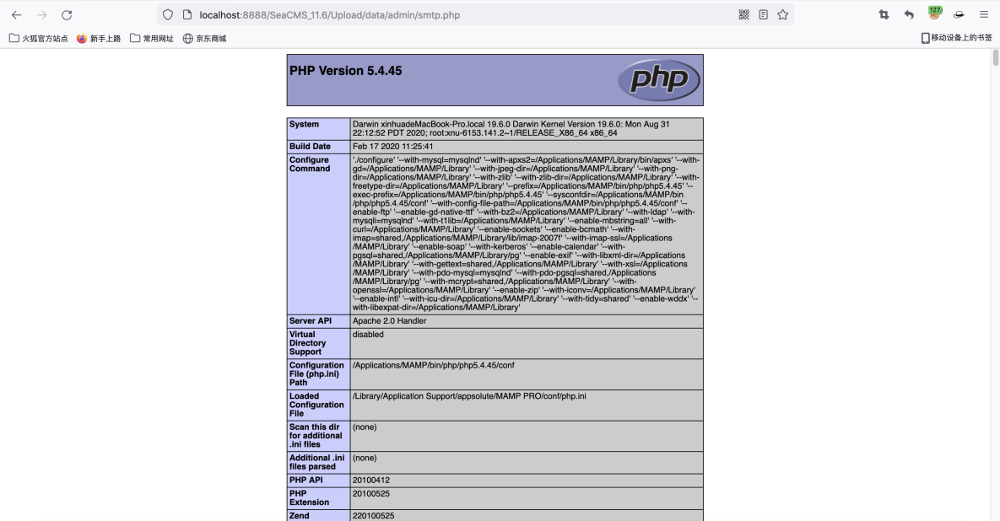 localhost:8888/SeaCMS_11.6/Upload/data/admin/smtp.php
127.
火狐官方站点
新手上路
常用网址
京东商城
移动设备上的书签
PHP Version 5.4.45
php
System
Darwin xinhuadeMacBook-Pro.local 19.6.0 Darwin Kernel Version 19.6.0: Mon Aug 31
22:12:52 PDT 2020; root:xnu-6153.141.2~1/RELEASE_X86_64 x86_64
Build Date
Feb 17 2020 11:25:41
Configure
Command
'./configure' '--with-mysql=mysqlnd' '--with-apxs2=/Applications/MAMP/Library/bin/apxs' '--with-
gd=/Applications/MAMP/Library' '--with-jpeg-dir=/Applications/MAMP/Library' '--with-png-
dir=/Applications/MAMP/Library' '--with-zlib' '--with-zlib-dir=/Applications/MAMP/Library' '--with-
freetype-dir=/Applications/MAMP/Library' '--prefix=/Applications/MAMP/bin/php/php5.4.45' '--
exec-prefix=/Applications/MAMP/bin/php/php5.4.45' '--sysconfdir=/Applications/MAMP/bin
/php/php5.4.45/conf' '--with-config-file-path=/Applications/MAMP/bin/php/php5.4.45/conf' '--
enable-ftp' '--enable-gd-native-ttf' '--with-bz2=/Applications/MAMP/Library' '--with-ldap' '--with-
mysqli=mysqlnd' '--with-t1lib=/Applications/MAMP/Library' '--enable-mbstring=all' '--with-
curl=/Applications/MAMP/Library' '--enable-sockets' '--enable-bcmath' '--with-
imap=shared,/Applications/MAMP/Library/lib/imap-2007f' '--with-imap-ssl=/Applications
/MAMP/Library' '--enable-soap' '--with-kerberos' '--enable-calendar' '--with-
pgsql=shared,/Applications/MAMP/Library/pg' '--enable-exif' '--with-libxml-dir=/Applications
/MAMP/Library' '--with-gettext=shared,/Applications/MAMP/Library' '--with-xsl=/Applications
/MAMP/Library' '--with-pdo-mysql=mysqlnd' '--with-pdo-pgsql=shared,/Applications
/MAMP/Library/pg' '--with-mcrypt=shared,/Applications/MAMP/Library' '--with-
openssl=/Applications/MAMP/Library' '--enable-zip' '--with-iconv=/Applications/MAMP/Library'
'--enable-intl' '--with-icu-dir=/Applications/MAMP/Library' '--with-tidy=shared' '--enable-wddx' '--
with-libexpat-dir=/Applications/MAMP/Library'
Server API
Apache 2.0 Handler
Virtual
Directory
Support
disabled
Configuration
File (php.ini)
Path
/Applications/MAMP/bin/php/php5.4.45/conf
Loaded
Configuration
File
/Library/Application Support/appsolute/MAMP PRO/conf/php.ini
Scan this dir
for additional
.ini files
(none)
Additional .ini
files parsed
(none)
PHP API
20100412
PHP
Extension
20100525
Zend
220100525